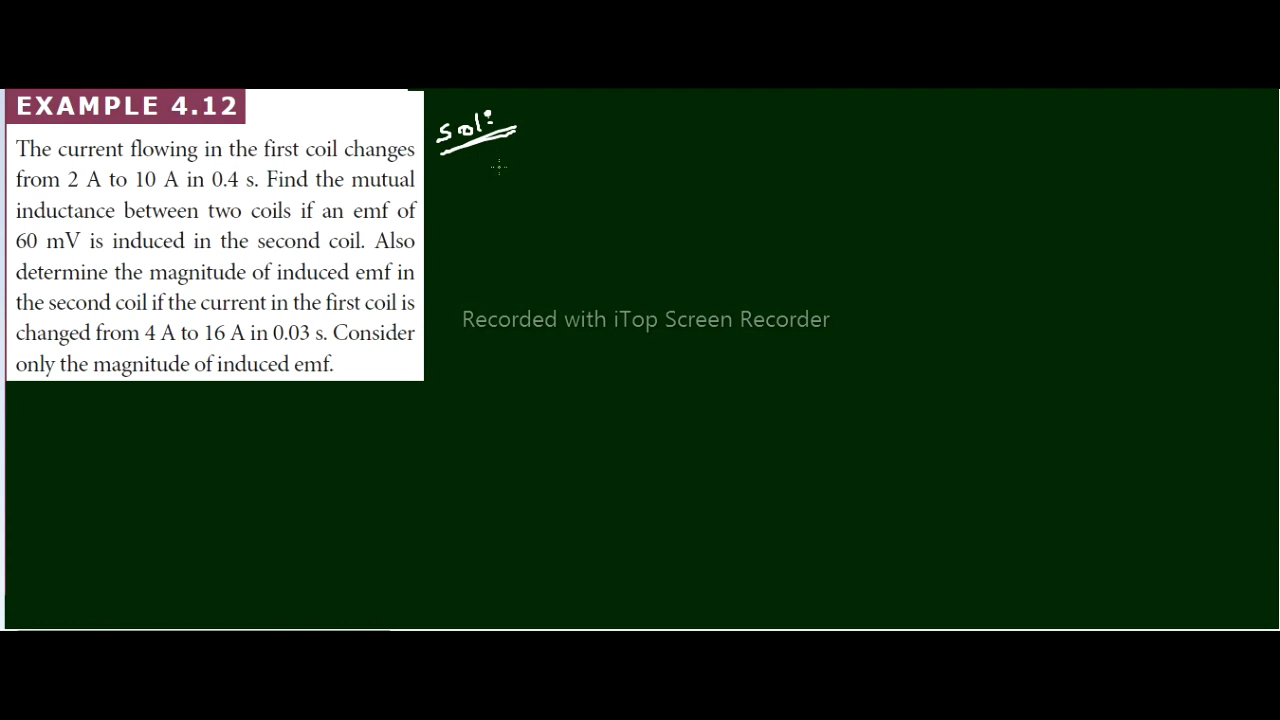 EXAMPLE 4.12
The current flowing in the first coil changes
from 2 A to 10 A in 0.4 s. Find the mutual
inductance between two coils if an emf of
60 mV is induced in the second coil. Also
determine the magnitude of induced emf in
the second coil if the current in the first coil is
changed from 4 A to 16 A in 0.03 s. Consider
only the magnitude of induced emf.
Sol:
Recorded with iTop Screen Recorder